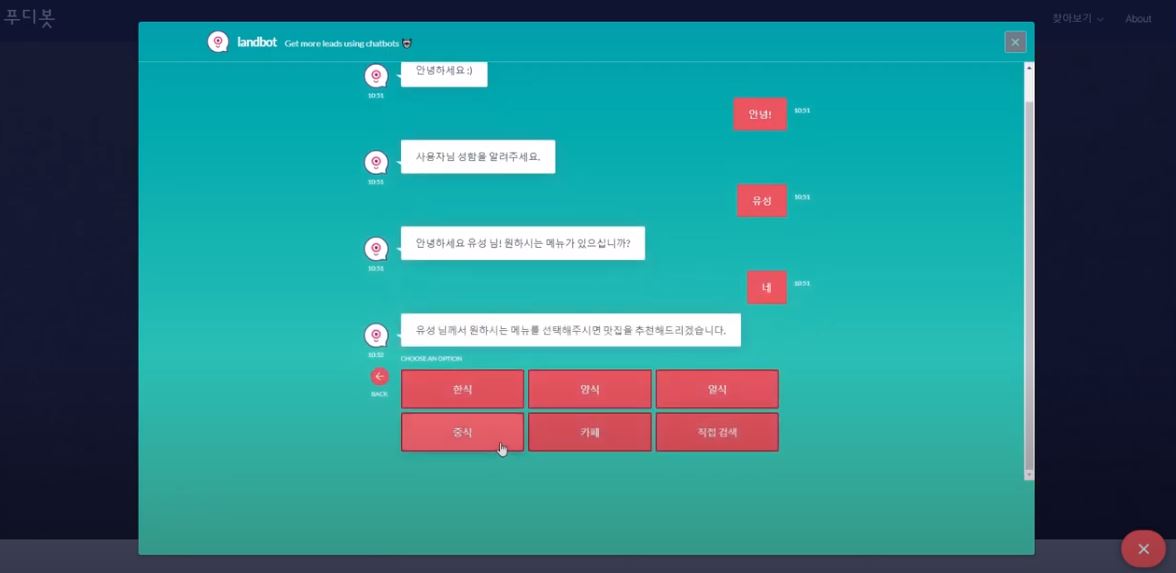 푸디봇
찾아보기
About
landbot Get more leads using chatbots
안녕하세요 :)
10:51
안녕!
10:51
사용자님 성함을 알려주세요.
10:51
유성
10:51
안녕하세요 유성 님! 원하시는 메뉴가 있으십니까?
10:51
네
10:51
유성 님께서 원하시는 메뉴를 선택해주시면 맛집을 추천해드리겠습니다.
10:52
CHOOSE AN OPTION
BACK
한식
양식
일식
중식
카페
직접 검색